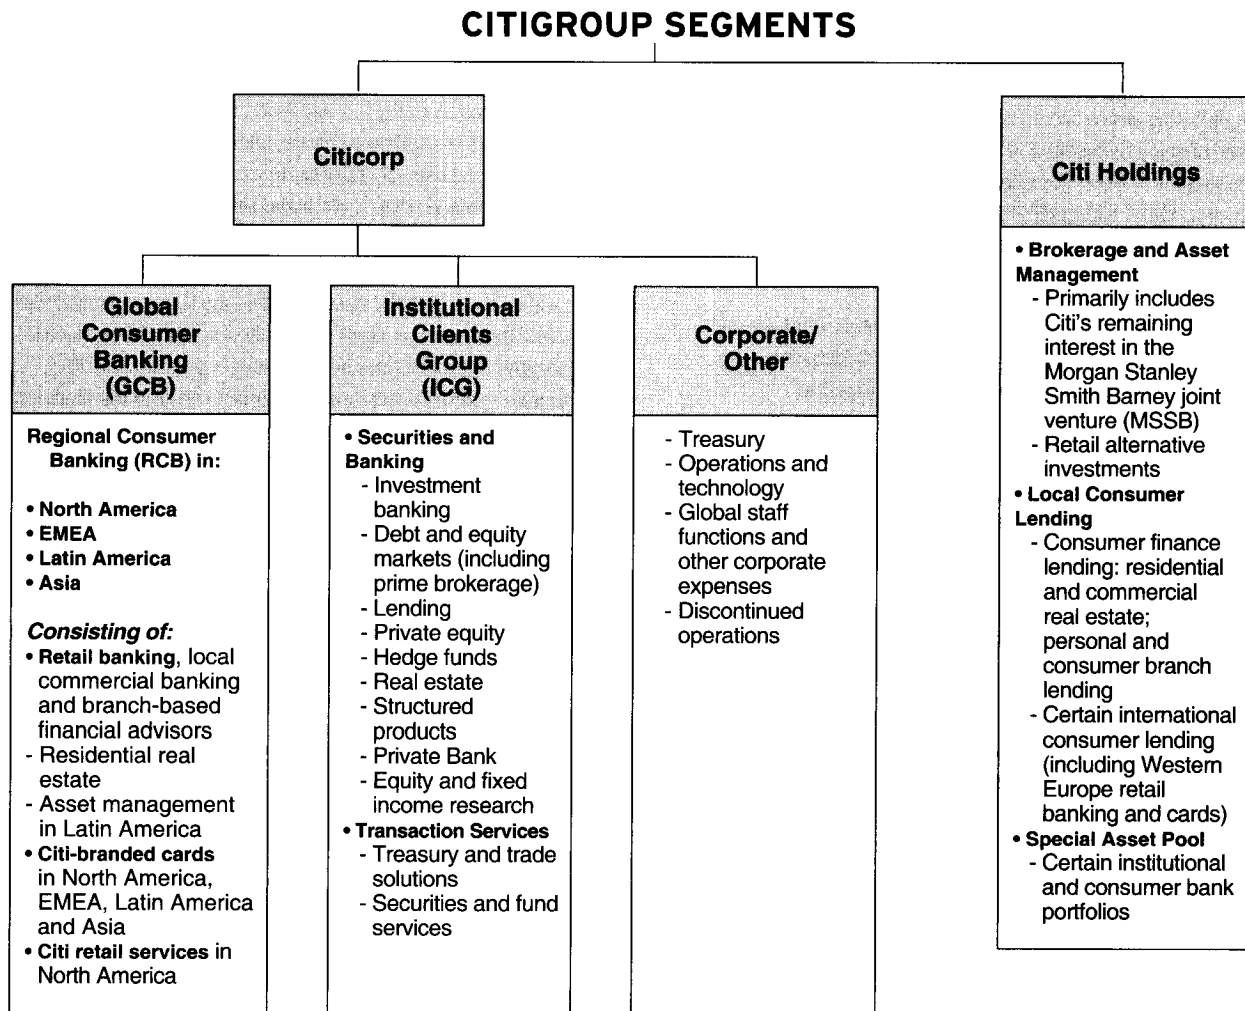 CITIGROUP SEGMENTS
Citicorp
Citi Holdings
Global
Consumer
Banking
(GCB)
Regional Consumer
Banking (RCB) in:
• North America
• EMEA
• Latin America
• Asia
Consisting of:
• Retail banking, local
commercial banking
and branch-based
financial advisors
- Residential real
estate
- Asset management
in Latin America
• Citi-branded cards
in North America,
EMEA, Latin America
and Asia
• Citi retail services in
North America
Institutional
Clients
Group
(ICG)
• Securities and
Banking
- Investment
banking
- Debt and equity
markets (including
prime brokerage)
- Lending
- Private equity
- Hedge funds
- Real estate
- Structured
products
- Private Bank
- Equity and fixed
income research
• Transaction Services
- Treasury and trade
solutions
- Securities and fund
services
Corporate/
Other
- Treasury
- Operations and
technology
- Global staff
functions and
other corporate
expenses
- Discontinued
operations
• Brokerage and Asset
Management
- Primarily includes
Citi's remaining
interest in the
Morgan Stanley
Smith Barney joint
venture (MSSB)
- Retail alternative
investments
• Local Consumer
Lending
- Consumer finance
lending: residential
and commercial
real estate;
personal and
consumer branch
lending
- Certain international
consumer lending
(including Western
Europe retail
banking and cards)
• Special Asset Pool
- Certain institutional
and consumer bank
portfolios